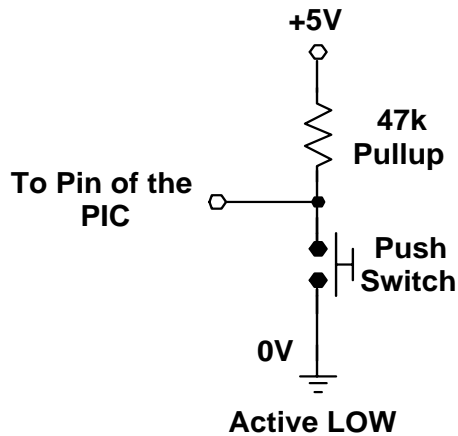 +5V
47k
Pullup
To Pin of the
PIC
Push
Switch
0V
Active LOW